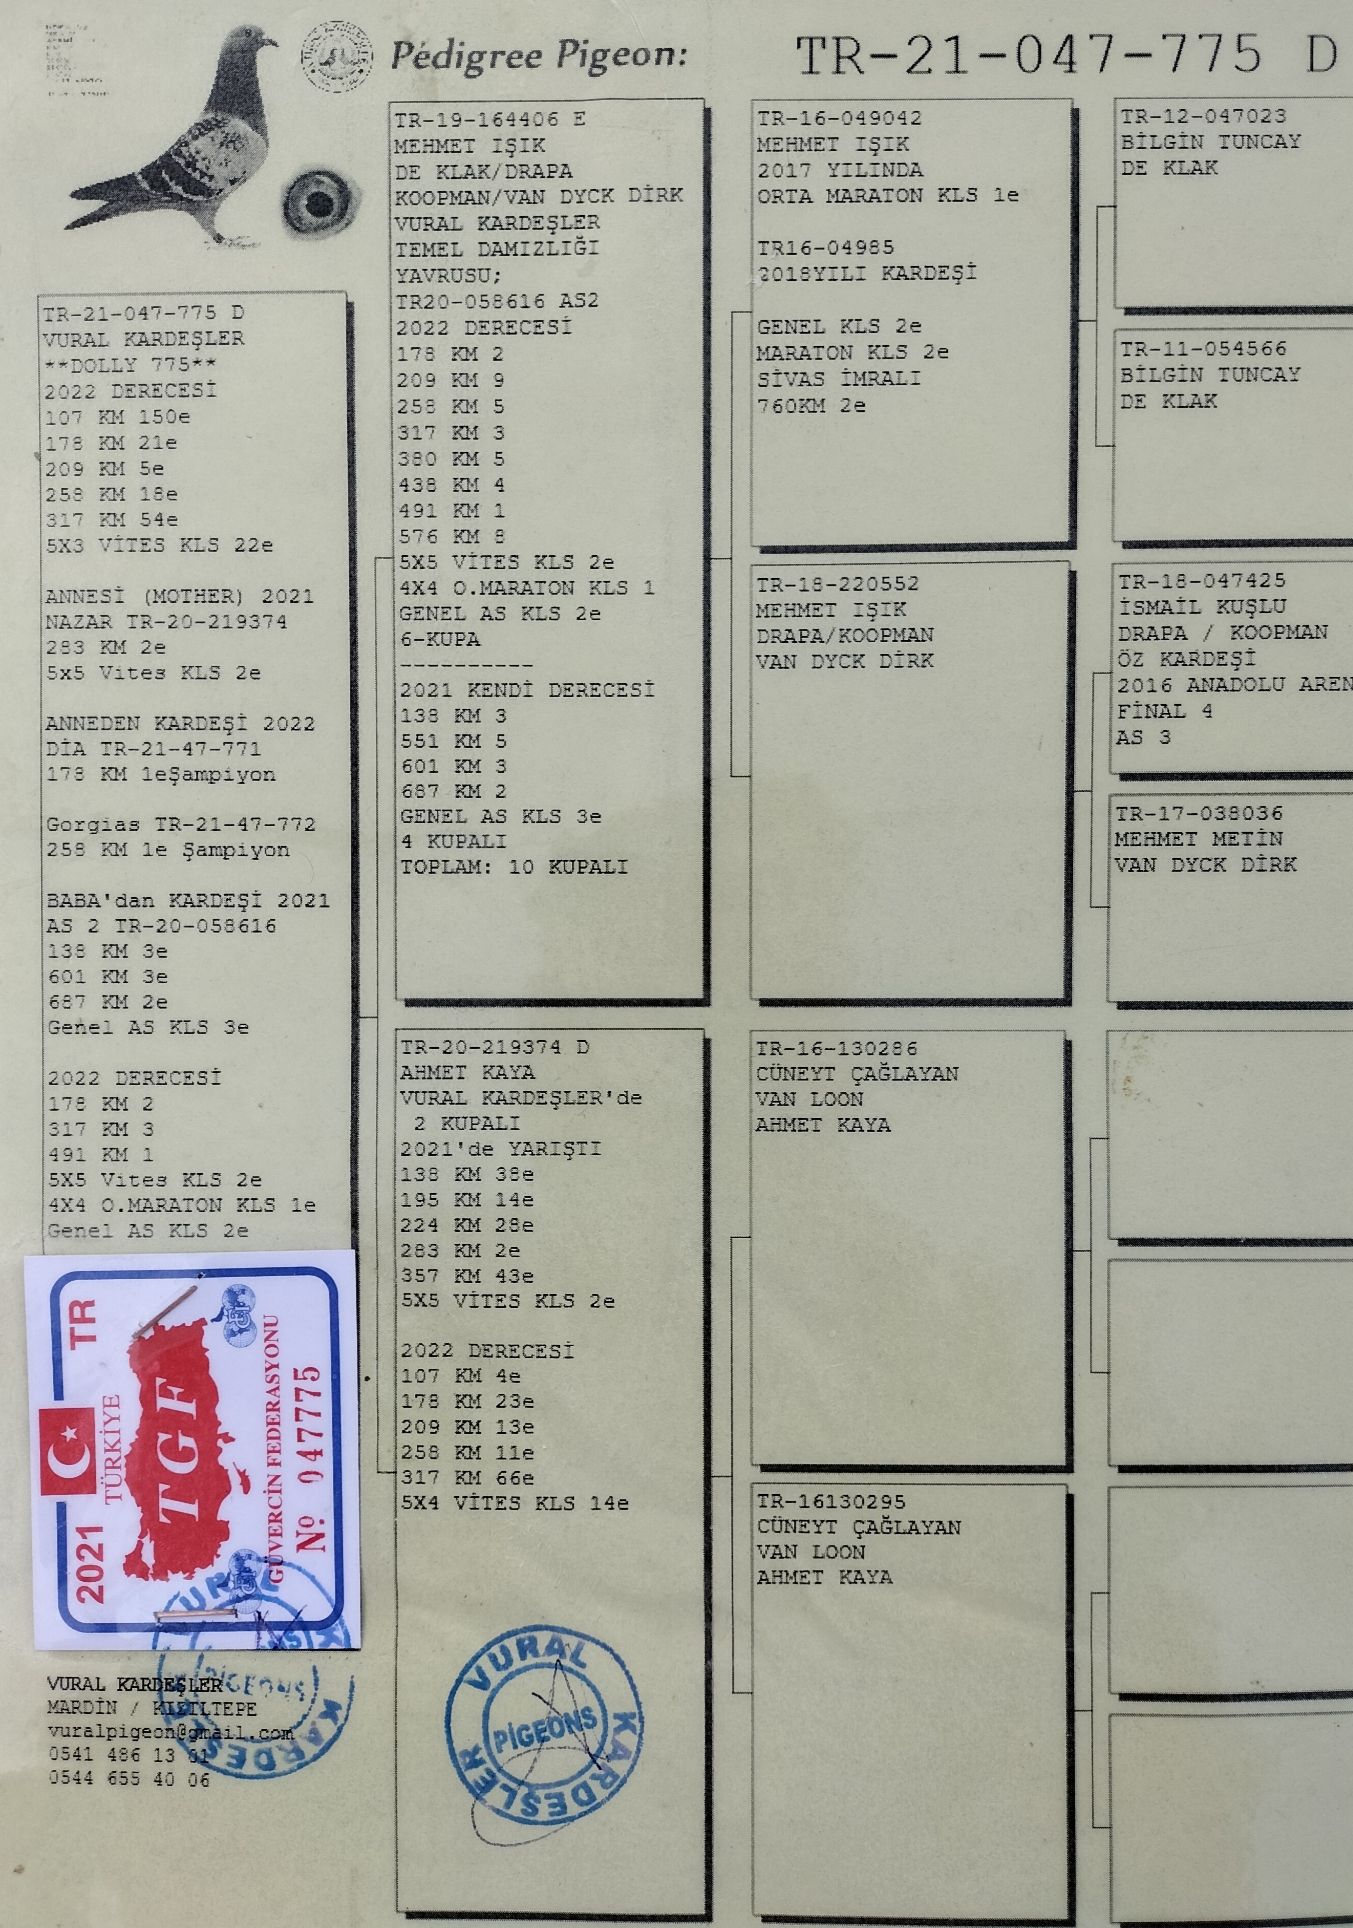 Pédigree Pigeon:
TR-21-047-775 D
TR-21-047-775 D
VURAL KARDEŞLER
**DOLLY 775**
2022 DERECESİ
107 KM 150e
178 KM 21e
209 KM 5e
258 KM 18e
317 KM 54e
5X3 VİTES KLS 22e
ANNESİ (MOTHER) 2021
NAZAR TR-20-219374
283 KM 2e
5x5 Vites KLS 2e
ANNEDEN KARDEŞİ 2022
DİA TR-21-47-771
178 KM 1eŞampiyon
Gorgias TR-21-47-772
258 KM 1e Şampiyon
BABA'dan KARDEŞİ 2021
AS 2 TR-20-058616
138 KM 3e
601 KM 3e
687 KM 2e
Genel AS KLS 3e
2022 DERECESİ
178 KM 2
317 KM 3
491 KM 1
5X5 Vites KLS 2e
4X4 O.MARATON KLS 1e
Genel AS KLS 2e
TR
2021
TÜRKİYE
TGF
GÜVERCİN FEDERASYONU
Nº 047775
VURAL KARDEŞLER
MARDİN / KIZILTEPE
vuralpigeon@gmail.com
0541 486 13 01
0544 655 40 06
VURAL KARDEŞLER
PİGEONS
TR-19-164406 E
MEHMET IŞIK
DE KLAK/DRAPA
KOOPMAN/VAN DYCK DİRK
VURAL KARDEŞLER
TEMEL DAMIZLIĞI
YAVRUSU;
TR20-058616 AS2
2022 DERECESİ
178 KM 2
209 KM 9
258 KM 5
317 KM 3
380 KM 5
438 KM 4
491 KM 1
576 KM 8
5X5 VİTES KLS 2e
4X4 O.MARATON KLS 1
GENEL AS KLS 2e
6-KUPA
----------
2021 KENDİ DERECESİ
138 KM 3
551 KM 5
601 KM 3
687 KM 2
GENEL AS KLS 3e
4 KUPALI
TOPLAM: 10 KUPALI
TR-20-219374 D
AHMET KAYA
VURAL KARDEŞLER'de
2 KUPALI
2021'de YARIŞTI
138 KM 38e
195 KM 14e
224 KM 28e
283 KM 2e
357 KM 43e
5X5 VİTES KLS 2e
2022 DERECESİ
107 KM 4e
178 KM 23e
209 KM 13e
258 KM 11e
317 KM 66e
5X4 VİTES KLS 14e
VURAL KARDEŞLER
PİGEONS
TR-16-049042
MEHMET IŞIK
2017 YILINDA
ORTA MARATON KLS 1e
TR16-04985
2018YILI KARDEŞİ
GENEL KLS 2e
MARATON KLS 2e
SİVAS İMRALI
760KM 2e
TR-18-220552
MEHMET IŞIK
DRAPA/KOOPMAN
VAN DYCK DİRK
TR-16-130286
CÜNEYT ÇAĞLAYAN
VAN LOON
AHMET KAYA
TR-16130295
CÜNEYT ÇAĞLAYAN
VAN LOON
AHMET KAYA
TR-12-047023
BİLGİN TUNCAY
DE KLAK
TR-11-054566
BİLGİN TUNCAY
DE KLAK
TR-18-047425
İSMAİL KUŞLU
DRAPA / KOOPMAN
ÖZ KARDEŞİ
2016 ANADOLU AREN
FİNAL 4
AS 3
TR-17-038036
MEHMET METİN
VAN DYCK DİRK